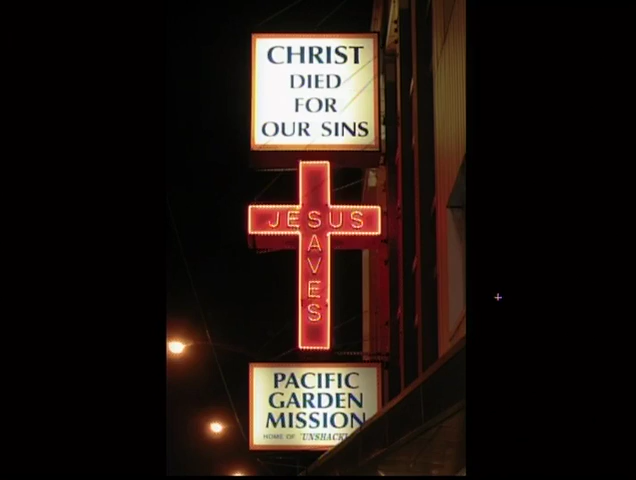 CHRIST
DIED
FOR
OUR SINS
JESUS
SAVES
PACIFIC
GARDEN
MISSION
HOME OF